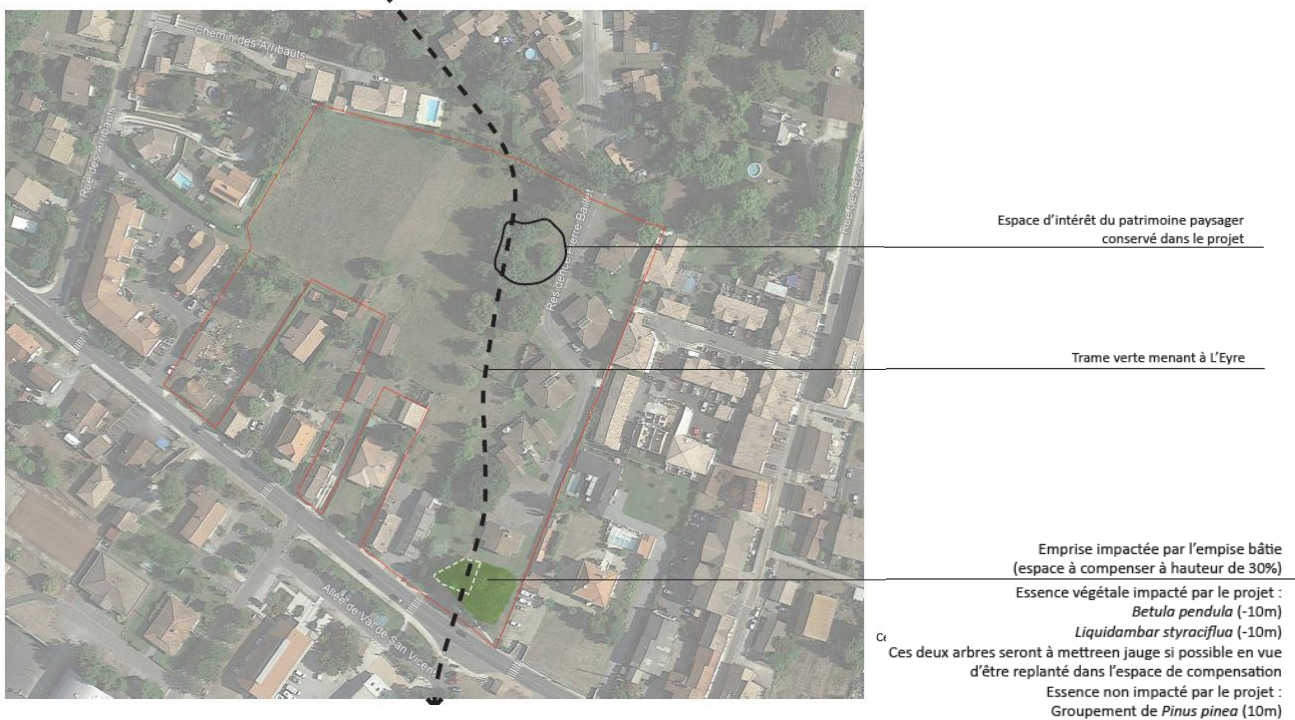 Chemin des Arribauts
Rue des Arribauts
Résidence Pierre Baillet
Rue des Écoles
Allée de Val de San Vicente
Espace d'intérêt du patrimoine paysager
conservé dans le projet
Trame verte menant à L'Eyre
Emprise impactée par l'empise bâtie
(espace à compenser à hauteur de 30%)
Essence végétale impacté par le projet :
Betula pendula (-10m)
Liquidambar styraciflua (-10m)
Ces deux arbres seront à mettreen jauge si possible en vue
d'être replanté dans l'espace de compensation
Essence non impacté par le projet :
Groupement de Pinus pinea (10m)